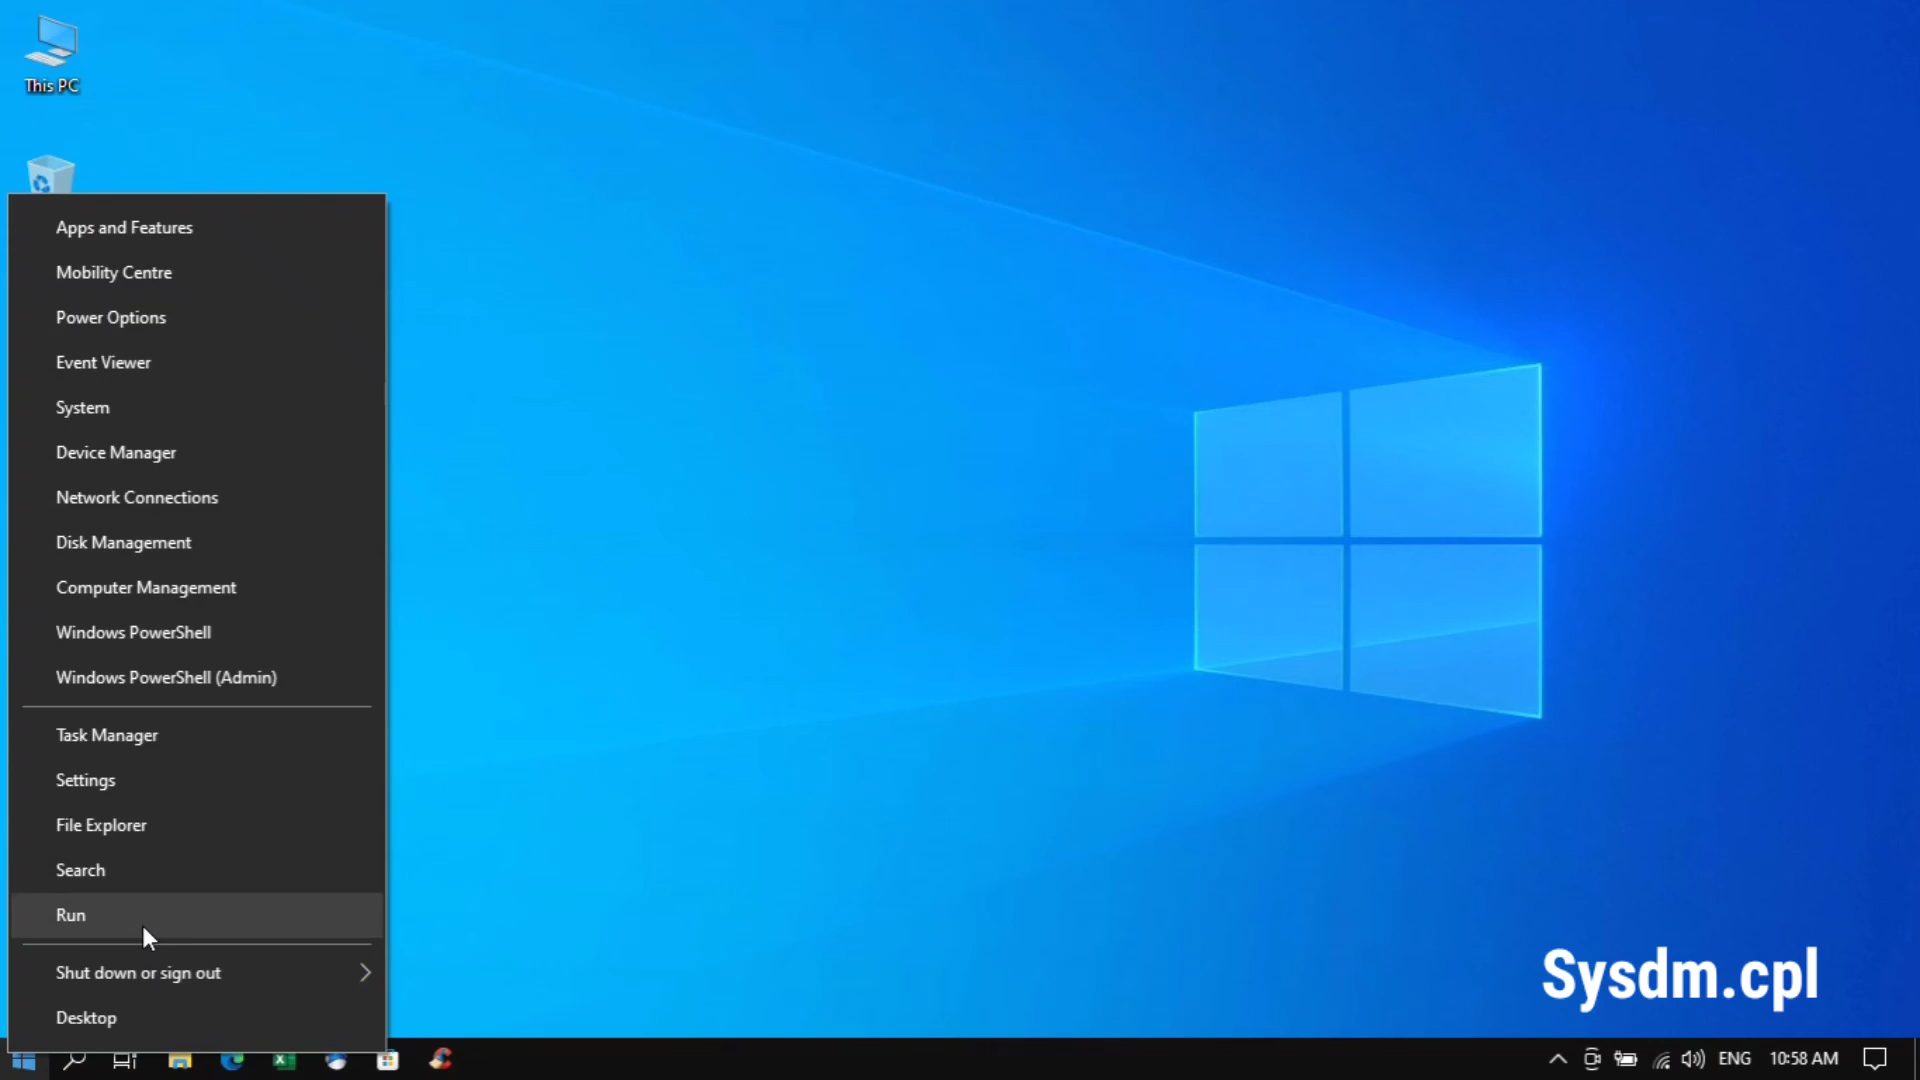 This PC
Apps and Features
Mobility Centre
Power Options
Event Viewer
System
Device Manager
Network Connections
Disk Management
Computer Management
Windows PowerShell
Windows PowerShell (Admin)
Task Manager
Settings
File Explorer
Search
Run
Shut down or sign out
Desktop
Sysdm.cpl
ENG 10:58 AM